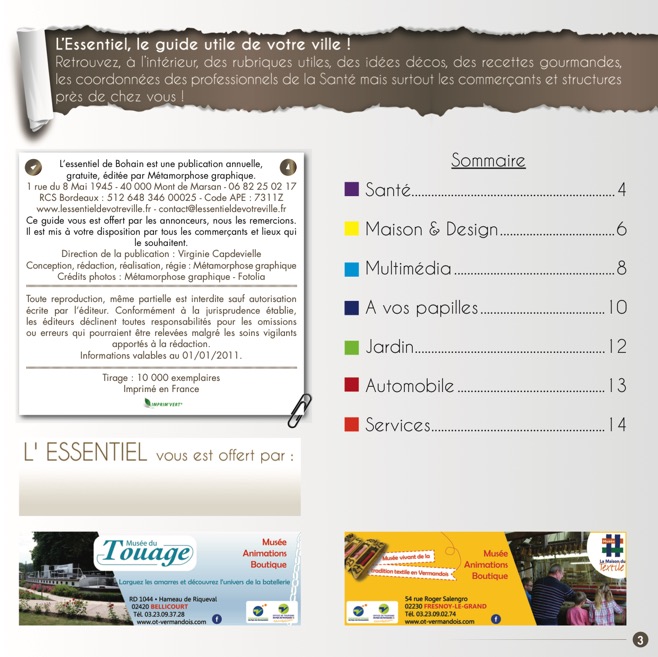 L'Essentiel, le guide utile de votre ville !
Retrouvez, à l'intérieur, des rubriques utiles, des idées décos, des recettes gourmandes,
les coordonnées des professionnels de la Santé mais surtout les commerçants et structures
près de chez vous !
L'essentiel de Bohain est une publication annuelle,
gratuite, éditée par Métamorphose graphique.
1 rue du 8 Mai 1945 - 40 000 Mont de Marsan - 06 82 25 02 17
RCS Bordeaux : 512 648 346 00025 - Code APE : 7311Z
www.lessentieldevotreville.fr - contact@lessentieldevotreville.fr
Ce guide vous est offert par les annonceurs, nous les remercions.
Il est mis à votre disposition par tous les commerçants et lieux qui
le souhaitent.
Direction de la publication : Virginie Capdevielle
Conception, rédaction, réalisation, régie : Métamorphose graphique
Crédits photos : Métamorphose graphique - Fotolia
Toute reproduction, même partielle est interdite sauf autorisation
écrite par l'éditeur. Conformément à la jurisprudence établie,
les éditeurs déclinent toutes responsabilités pour les omissions
ou erreurs qui pourraient être relevées malgré les soins vigilants
apportés à la rédaction.
Informations valables au 01/01/2011.
Tirage : 10 000 exemplaires
Imprimé en France
IMPRIM'VERT®
Sommaire
Santé..................................................4
Maison & Design...............................6
Multimédia........................................8
A vos papilles..................................10
Jardin..............................................12
Automobile.....................................13
Services...........................................14
L' ESSENTIEL vous est offert par :
Musée du
Touage
Musée
Animations
Boutique
Larguez les amarres et découvrez l'univers de la batellerie
RD 1044 • Hameau de Riqueval
02420 BELLICOURT
Tél. 03.23.09.37.28
www.ot-vermandois.com
Musée vivant de la
tradition textile en Vermandois
Musée
Animations
Boutique
La Maison du
Textile
54 rue Roger Salengro
02230 FRESNOY-LE-GRAND
Tél. 03.23.09.02.74
www.ot-vermandois.com
3